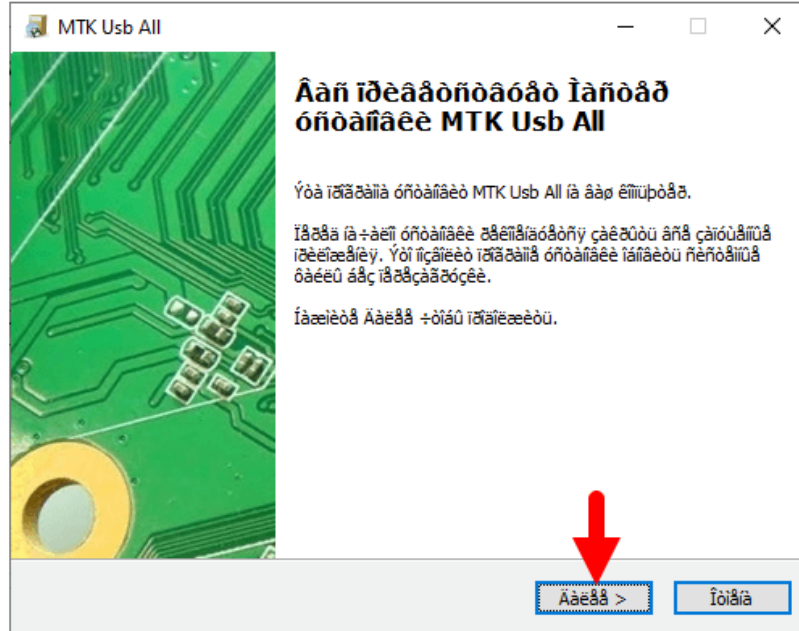 MTK Usb All
Âàñ ïðèâåòñòâóåò Ìàñòåð
óñòàíîâêè MTK Usb All
Ýòà ïðîãðàììà óñòàíîâèò MTK Usb All íà âàø êîìïüþòåð.
Ïåðåä íà÷àëîì óñòàíîâêè ðåêîìåíäóåòñÿ çàêðûòü âñå çàïóùåííûå
ïðèëîæåíèÿ. Ýòî ïîçâîëèò ïðîãðàììå óñòàíîâêè îáíîâèòü ñèñòåìíûå
ôàéëû áåç ïåðåçàãðóçêè.
Íàæìèòå Äàëåå ÷òîáû ïðîäîëæèòü.
Äàëåå >
Îòìåíà